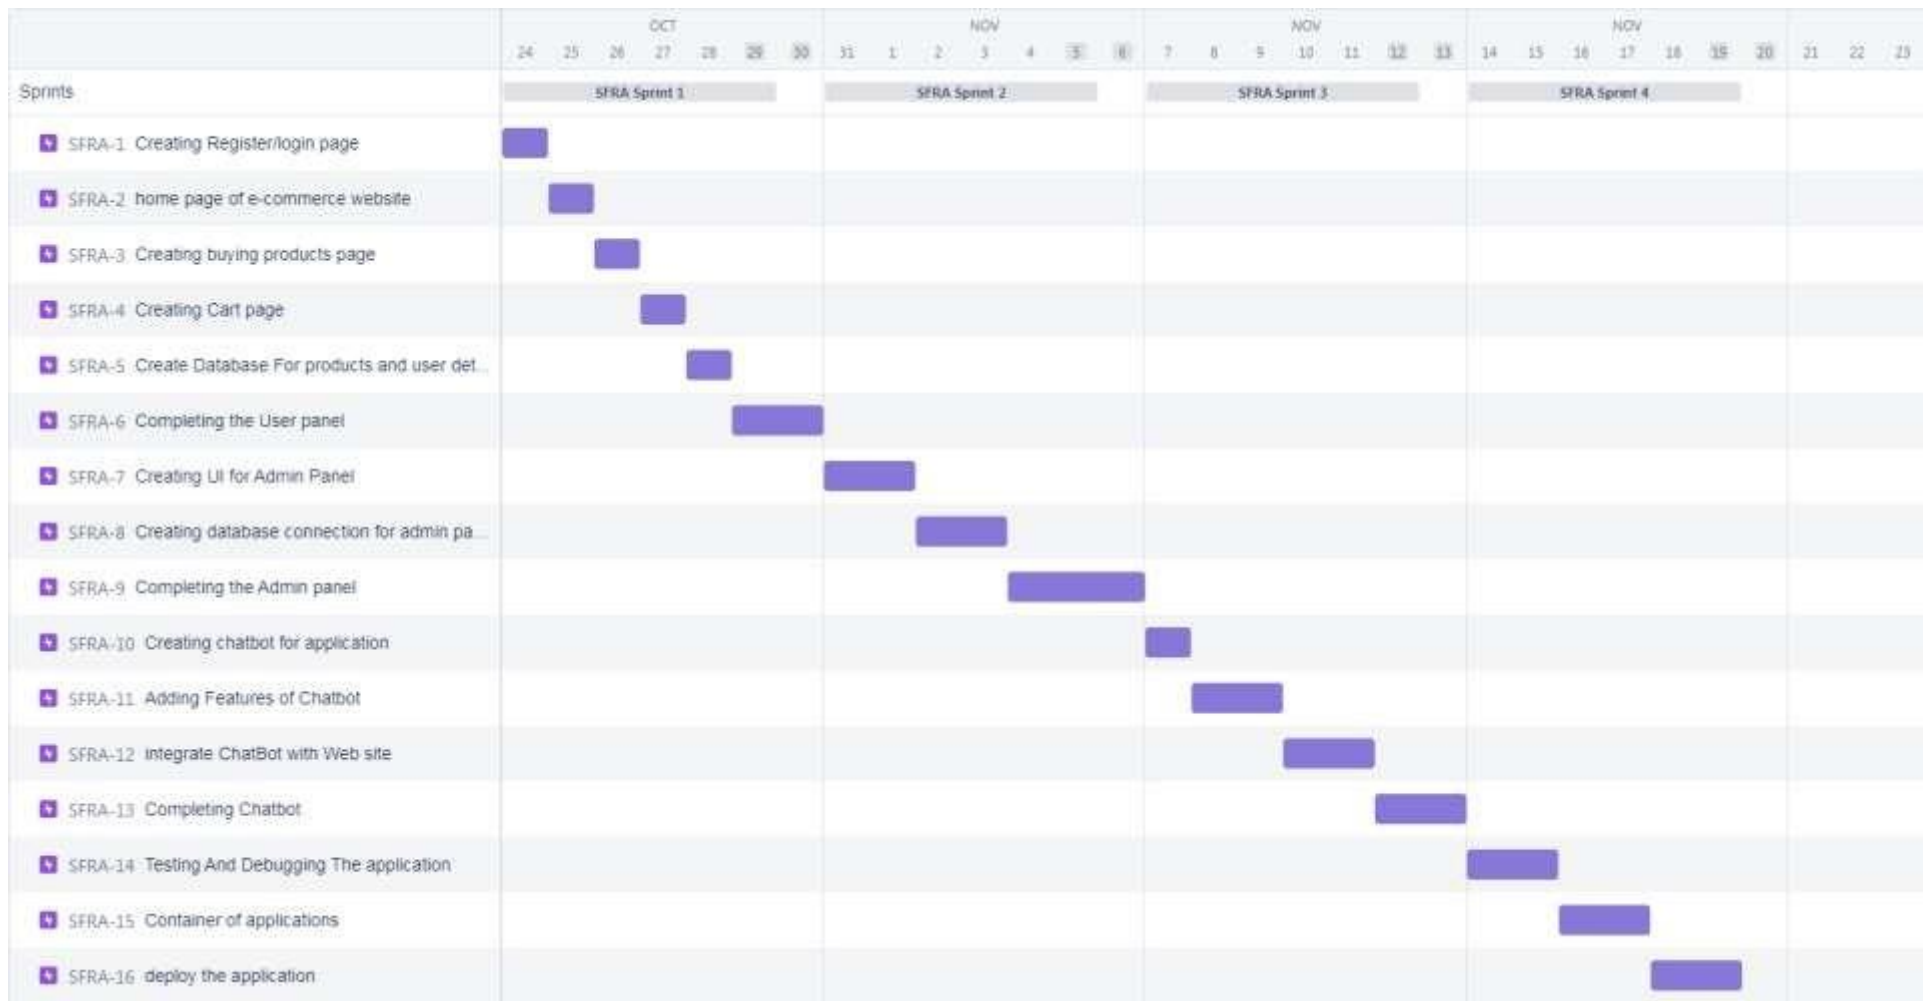 OCT NOV NOV NOV
24 25 26 27 28 29 30 31 1 2 3 4 5 6 7 8 9 10 11 12 13 14 15 16 17 18 19 20 21 22 23
Sprints SFRA Sprint 1 SFRA Sprint 2 SFRA Sprint 3 SFRA Sprint 4
SFRA-1 Creating Register/login page
SFRA-2 home page of e-commerce website
SFRA-3 Creating buying products page
SFRA-4 Creating Cart page
SFRA-5 Create Database For products and user det...
SFRA-6 Completing the User panel
SFRA-7 Creating UI for Admin Panel
SFRA-8 Creating database connection for admin pa...
SFRA-9 Completing the Admin panel
SFRA-10 Creating chatbot for application
SFRA-11 Adding Features of Chatbot
SFRA-12 integrate ChatBot with Web site
SFRA-13 Completing Chatbot
SFRA-14 Testing And Debugging The application
SFRA-15 Container of applications
SFRA-16 deploy the application